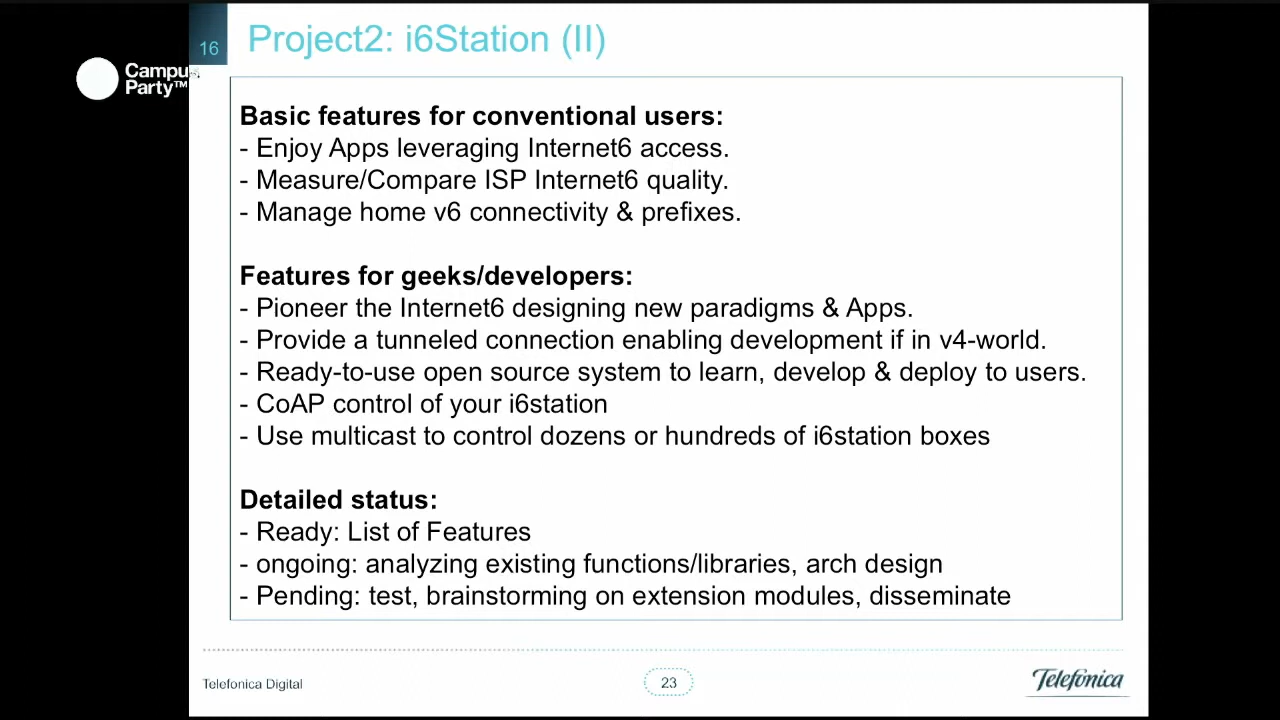 16
Project2: i6Station (II)
Campus
Party™
Basic features for conventional users:
- Enjoy Apps leveraging Internet6 access.
- Measure/Compare ISP Internet6 quality.
- Manage home v6 connectivity & prefixes.
Features for geeks/developers:
- Pioneer the Internet6 designing new paradigms & Apps.
- Provide a tunneled connection enabling development if in v4-world.
- Ready-to-use open source system to learn, develop & deploy to users.
- CoAP control of your i6station
- Use multicast to control dozens or hundreds of i6station boxes
Detailed status:
- Ready: List of Features
- ongoing: analyzing existing functions/libraries, arch design
- Pending: test, brainstorming on extension modules, disseminate
Telefonica Digital
23
Telefónica